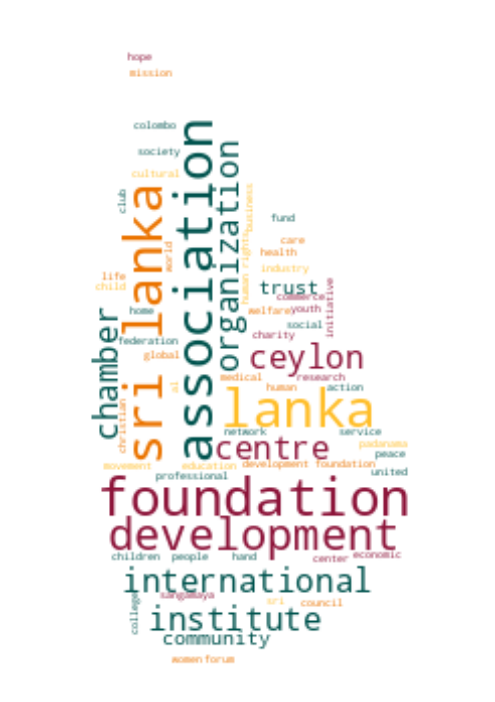 hope
mission
colombo
society
cultural
association
organization
sri lanka
club
business
human rights
fund
world
care
health
industry
life
child
trust
commerce
initiative
home
welfare
youth
chamber
social
federation
charity
global
ceylon
al
medical
research
christian
human
action
lanka
network
service
centre
padanama
peace
movement
education
development foundation
united
professional
foundation
development
children
people
hand
center
economic
international
college
sangamaya
sri
council
institute
community
women
forum